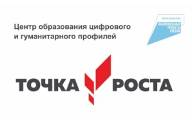 Центр образования цифрового
и гуманитарного профилей
ТОЧКА РОСТА